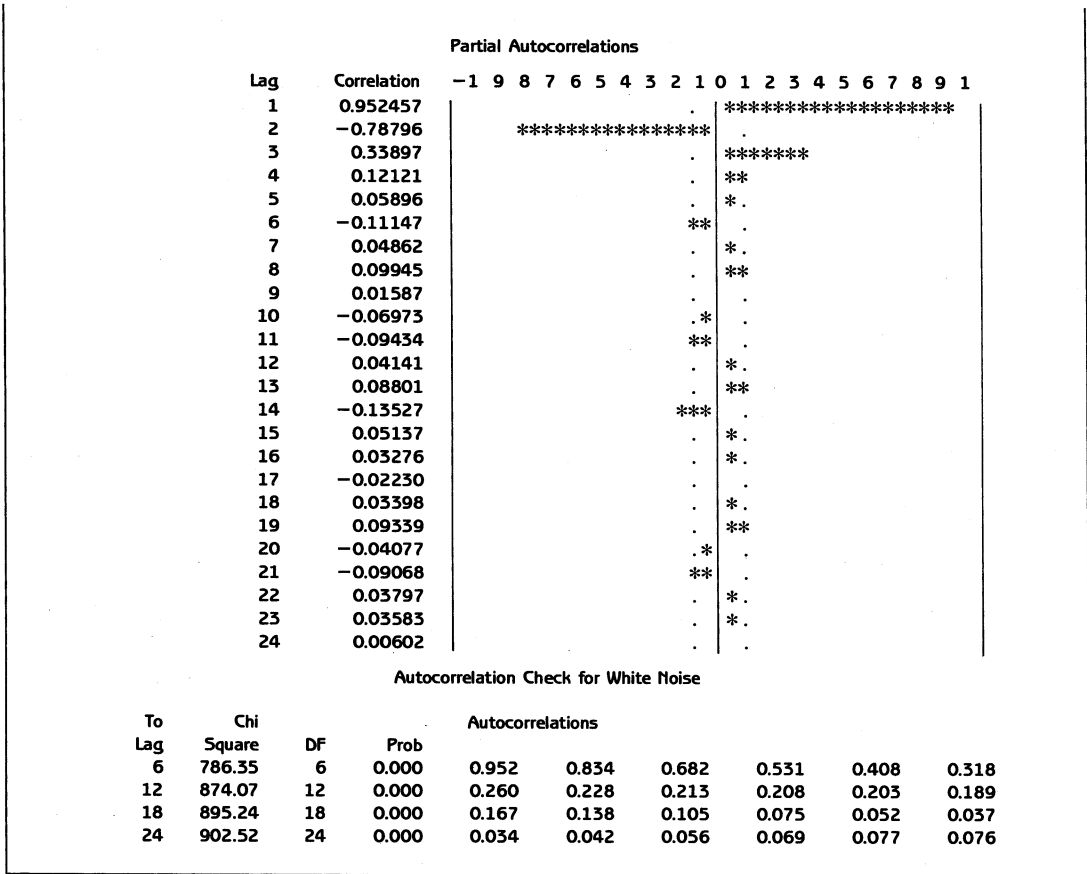 Partial Autocorrelations
Lag Correlation −1 9 8 7 6 5 4 3 2 1 0 1 2 3 4 5 6 7 8 9 1
1 0.952457 . *******************
2 −0.78796 **************** .
3 0.33897 . *******
4 0.12121 . **
5 0.05896 . * .
6 −0.11147 ** .
7 0.04862 . * .
8 0.09945 . **
9 0.01587 . .
10 −0.06973 . * .
11 −0.09434 ** .
12 0.04141 . * .
13 0.08801 . **
14 −0.13527 *** .
15 0.05137 . * .
16 0.03276 . * .
17 −0.02230 . .
18 0.03398 . * .
19 0.09339 . **
20 −0.04077 . * .
21 −0.09068 ** .
22 0.03797 . * .
23 0.03583 . * .
24 0.00602 . .
Autocorrelation Check for White Noise
To Chi Autocorrelations
Lag Square DF Prob
6 786.35 6 0.000 0.952 0.834 0.682 0.531 0.408 0.318
12 874.07 12 0.000 0.260 0.228 0.213 0.208 0.203 0.189
18 895.24 18 0.000 0.167 0.138 0.105 0.075 0.052 0.037
24 902.52 24 0.000 0.034 0.042 0.056 0.069 0.077 0.076